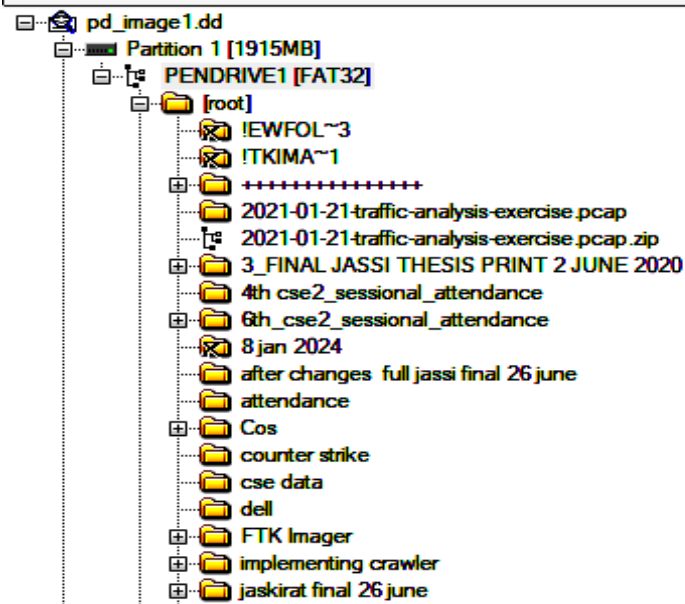 pd_image1.dd
Partition 1 [1915MB]
PENDRIVE1 [FAT32]
[root]
!EWFOL~3
!TKIMA~1
+++++++++++++++
2021-01-21-traffic-analysis-exercise.pcap
2021-01-21-traffic-analysis-exercise.pcap.zip
3_FINAL JASSI THESIS PRINT 2 JUNE 2020
4th cse2_sessional_attendance
6th_cse2_sessional_attendance
8 jan 2024
after changes  full jassi final 26 june
attendance
Cos
counter strike
cse data
dell
FTK Imager
implementing crawler
jaskirat final 26 june